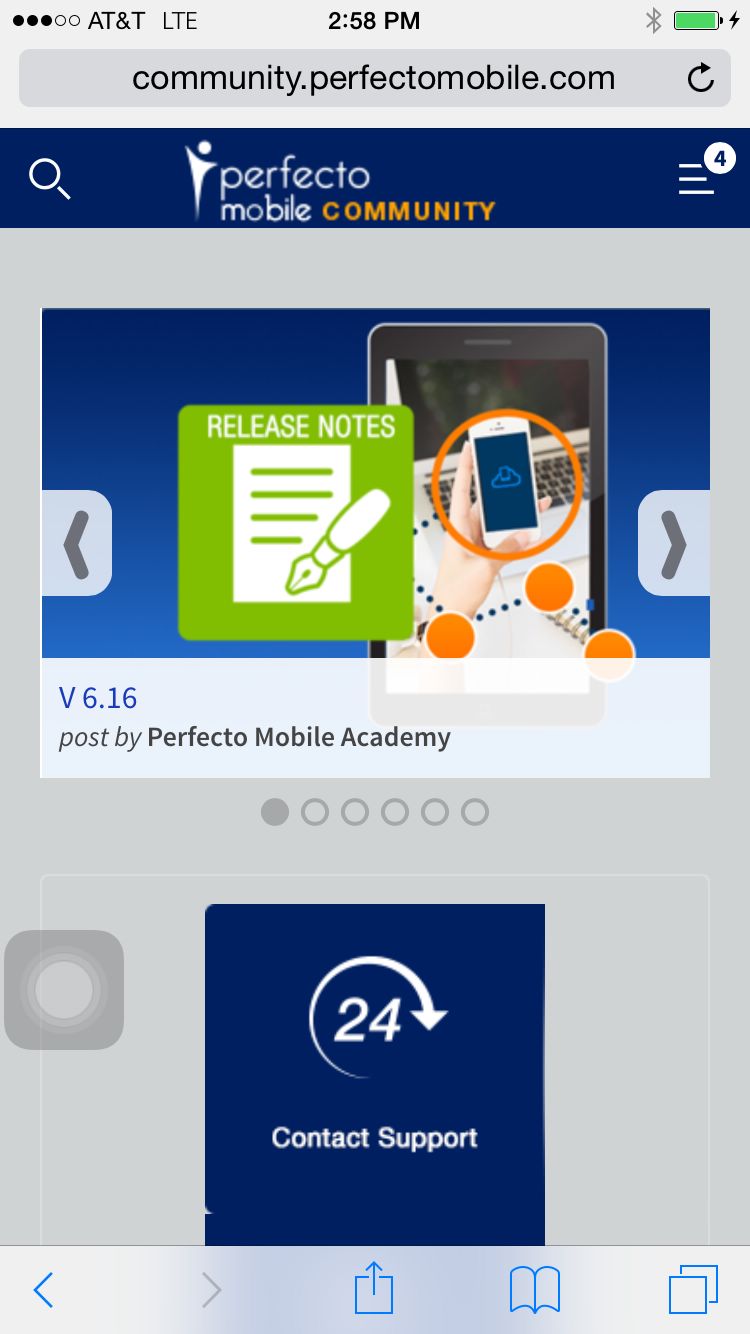 AT&T LTE 2:58 PM
community.perfectomobile.com
4
perfecto
mobile COMMUNITY
RELEASE NOTES
V 6.16
post by Perfecto Mobile Academy
24
Contact Support